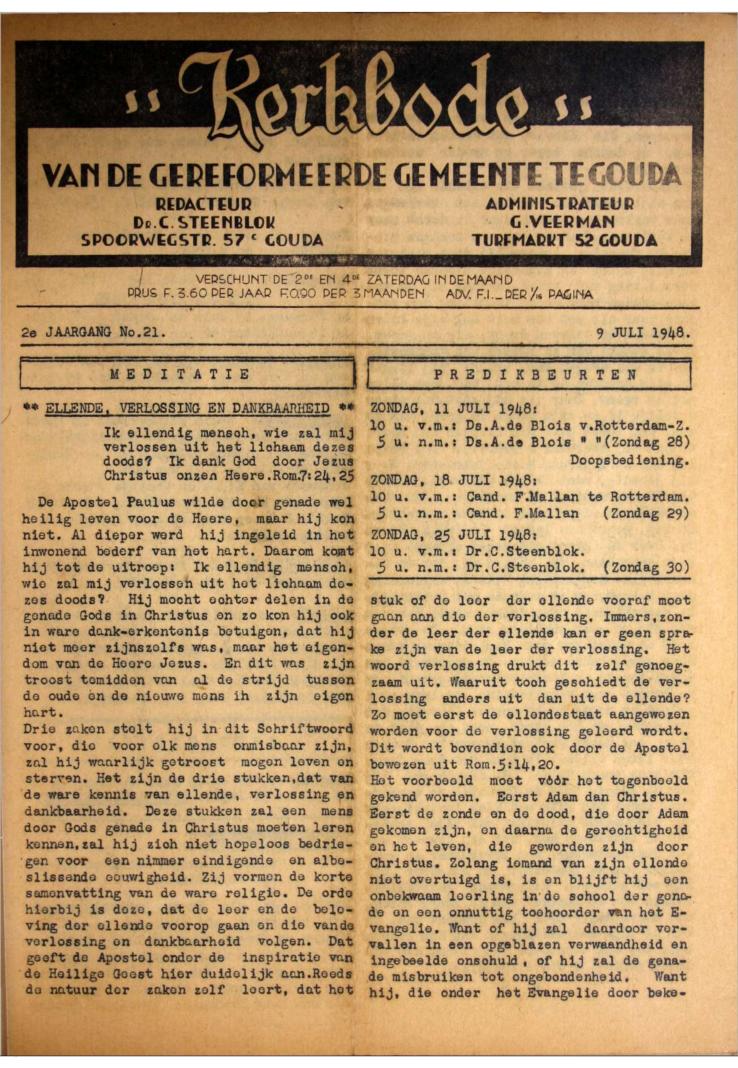 " Kerkbode "
VAN DE GEREFORMEERDE GEMEENTE TE GOUDA
REDACTEUR
DR. C. STEENBLOK
SPOORWEGSTR. 57 c GOUDA
ADMINISTRATEUR
G. VEERMAN
TURFMARKT 52 GOUDA
VERSCHIJNT DE 2DE EN 4DE ZATERDAG IN DE MAAND
PRIJS F. 3.60 PER JAAR F.0.90 PER 3 MAANDEN ADV. F.1._ PER 1/16 PAGINA
2e JAARGANG No.21.
9 JULI 1948.
MEDITATIE
** ELLENDE, VERLOSSING EN DANKBAARHEID **
Ik ellendig mensch, wie zal mij
verlossen uit het lichaam dezes
doods? Ik dank God door Jezus
Christus onzen Heere.Rom.7:24,25
De Apostel Paulus wilde door genade wel
heilig leven voor de Heere, maar hij kon
niet. Al dieper werd hij ingeleid in het
inwonend bederf van het hart. Daarom komt
hij tot de uitroep: Ik ellendig mensch,
wie zal mij verlossen uit het lichaam de-
zes doods? Hij mocht echter delen in de
genade Gods in Christus en zo kon hij ook
in ware dank-erkentenis betuigen, dat hij
niet meer zijnszelfs was, maar het eigen-
dom van de Heere Jezus. En dit was zijn
troost temidden van al de strijd tussen
de oude en de nieuwe mens ih zijn eigen
hart.
Drie zaken stelt hij in dit Schriftwoord
voor, die voor elk mens onmisbaar zijn,
zal hij waarlijk getroost mogen leven en
sterven. Het zijn de drie stukken,dat van
de ware kennis van ellende, verlossing en
dankbaarheid. Deze stukken zal een mens
door Gods genade in Christus moeten leren
kennen,zal hij zich niet hopeloos bedrie-
gen voor een nimmer eindigende en albe-
slissende eeuwigheid. Zij vormen de korte
samenvatting van de ware religie. De orde
hierbij is deze, dat de leer en de bele-
ving der ellende voorop gaan en die vande
verlossing en dankbaarheid volgen. Dat
geeft de Apostel onder de inspiratie van
de Heilige Geest hier duidelijk aan.Reeds
de natuur der zaken zelf leert, dat het
PREDIKBEURTEN
ZONDAG, 11 JULI 1948:
10 u. v.m.: Ds.A.de Blois v.Rotterdam-Z.
5 u. n.m.: Ds.A.de Blois " "(Zondag 28)
Doopsbediening.
ZONDAG, 18 JULI 1948:
10 u. v.m.: Cand. F.Mallan te Rotterdam.
5 u. n.m.: Cand. F.Mallan (Zondag 29)
ZONDAG, 25 JULI 1948:
10 u. v.m.: Dr.C.Steenblok.
5 u. n.m.: Dr.C.Steenblok. (Zondag 30)
stuk of de leer der ellende vooraf moet
gaan aan die der verlossing. Immers,zon-
der de leer der ellende kan er geen spra-
ke zijn van de leer der verlossing. Het
woord verlossing drukt dit zelf genoeg-
zaam uit. Waaruit toch geschiedt de ver-
lossing anders uit dan uit de ellende?
Zo moet eerst de ellendestaat aangewezen
worden voor de verlossing geleerd wordt.
Dit wordt bovendien ook door de Apostel
bewezen uit Rom.5:14,20.
Het voorbeeld moet vóór het tegenbeeld
gekend worden. Eerst Adam dan Christus.
Eerst de zonde en de dood, die door Adam
gekomen zijn, en daarna de gerechtigheid
en het leven, die geworden zijn door
Christus. Zolang iemand van zijn ellende
niet overtuigd is, is en blijft hij een
onbekwaam leerling in de school der gena-
de en een onnuttig toehoorder van het E-
vangelie. Want of hij zal daardoor ver-
vallen in een opgeblazen verwaandheid en
ingebeelde onschuld, of hij zal de gena-
de misbruiken tot ongebondenheid. Want
hij, die onder het Evangelie door beke-